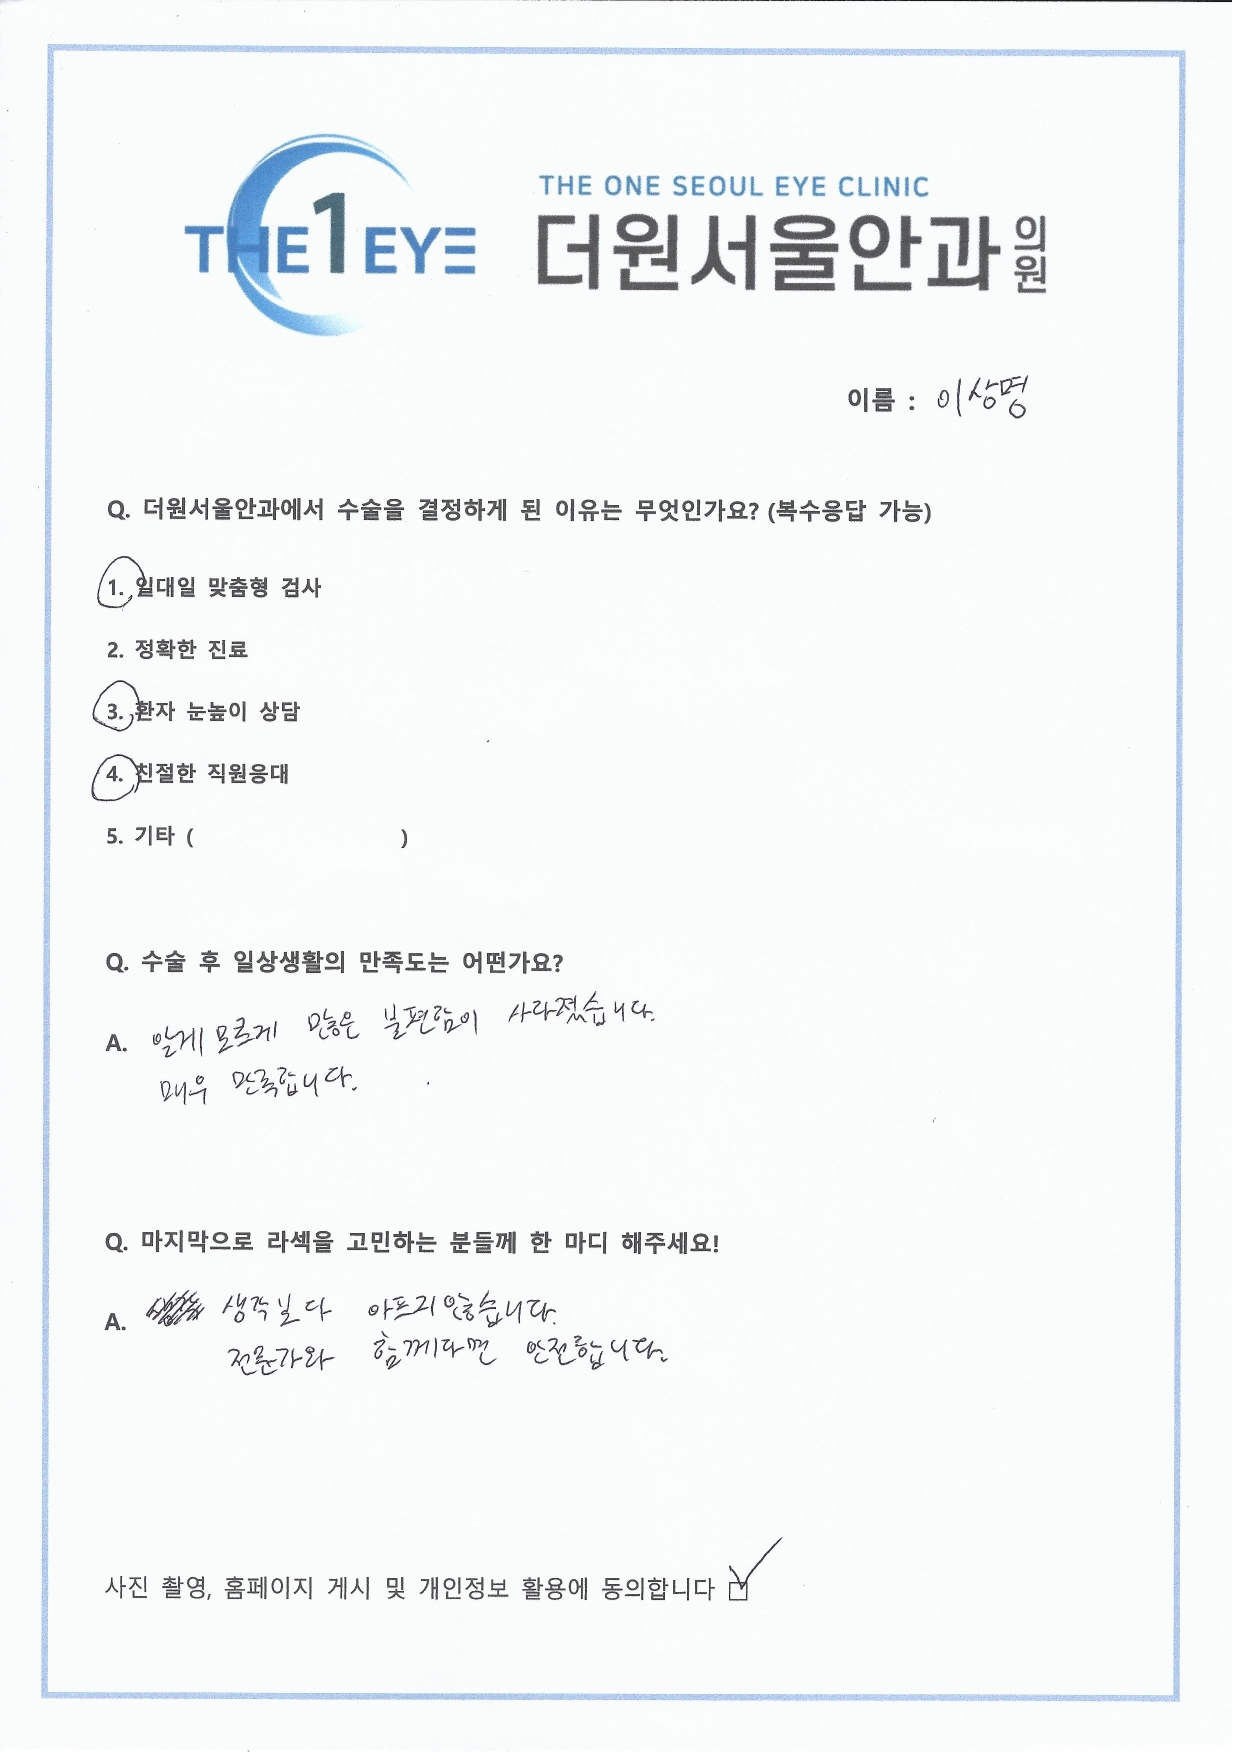 THE1EYE
THE ONE SEOUL EYE CLINIC
더원서울안과의원
이름 : 이상명
Q. 더원서울안과에서 수술을 결정하게 된 이유는 무엇인가요? (복수응답 가능)
1. 일대일 맞춤형 검사
2. 정확한 진료
3. 환자 눈높이 상담
4. 친절한 직원응대
5. 기타 ( )
Q. 수술 후 일상생활의 만족도는 어떤가요?
A. 알게 모르게 많은 불편함이 사라졌습니다.
매우 만족합니다.
Q. 마지막으로 라섹을 고민하는 분들께 한 마디 해주세요!
A. 생각보다 아프지않습니다.
전문가와 함께라면 안전합니다.
사진 촬영, 홈페이지 게시 및 개인정보 활용에 동의합니다